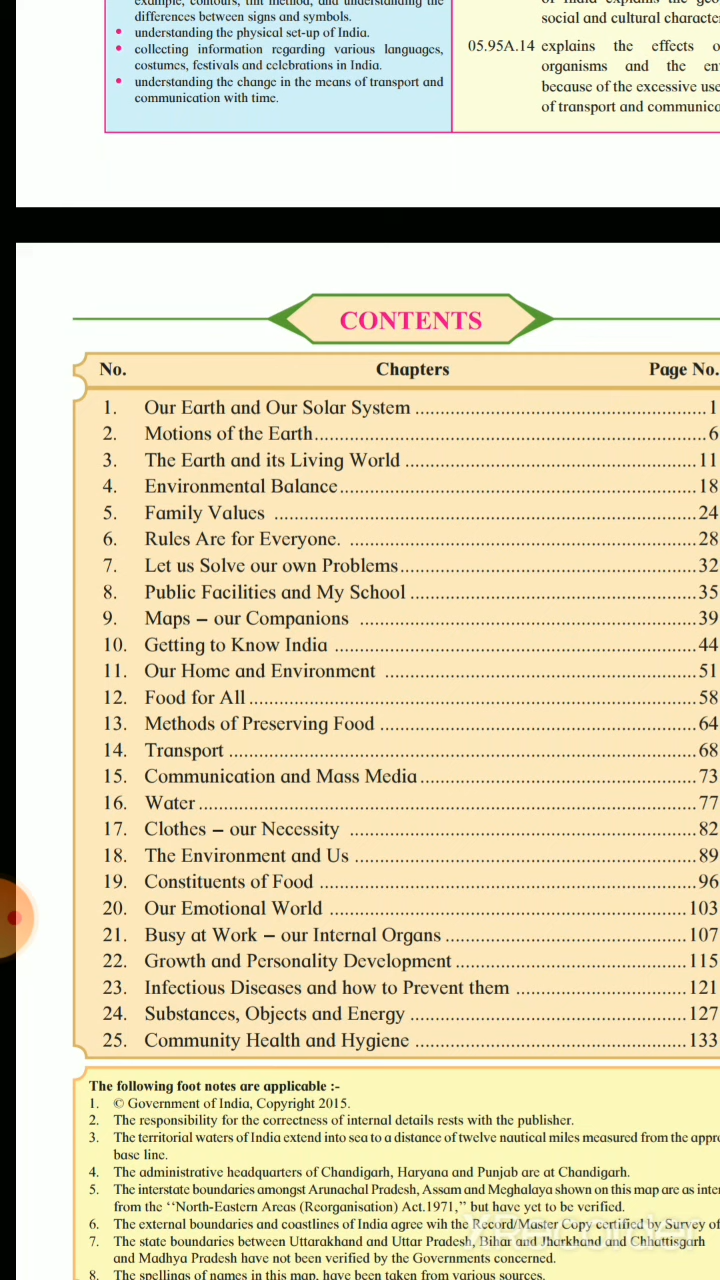 example, contours, tint method, and understanding the
differences between signs and symbols.
• understanding the physical set-up of India.
• collecting information regarding various languages,
costumes, festivals and celebrations in India.
• understanding the change in the means of transport and
communication with time.
social and cultural characte
05.95A.14 explains the effects o
organisms and the en
because of the excessive use
of transport and communica
CONTENTS
No. Chapters Page No.
1. Our Earth and Our Solar System ........ 1
2. Motions of the Earth ........ 6
3. The Earth and its Living World ........ 11
4. Environmental Balance ........ 18
5. Family Values ........ 24
6. Rules Are for Everyone. ........ 28
7. Let us Solve our own Problems ........ 32
8. Public Facilities and My School ........ 35
9. Maps – our Companions ........ 39
10. Getting to Know India ........ 44
11. Our Home and Environment ........ 51
12. Food for All ........ 58
13. Methods of Preserving Food ........ 64
14. Transport ........ 68
15. Communication and Mass Media ........ 73
16. Water ........ 77
17. Clothes – our Necessity ........ 82
18. The Environment and Us ........ 89
19. Constituents of Food ........ 96
20. Our Emotional World ........ 103
21. Busy at Work – our Internal Organs ........ 107
22. Growth and Personality Development ........ 115
23. Infectious Diseases and how to Prevent them ........ 121
24. Substances, Objects and Energy ........ 127
25. Community Health and Hygiene ........ 133
The following foot notes are applicable :-
1. © Government of India, Copyright 2015.
2. The responsibility for the correctness of internal details rests with the publisher.
3. The territorial waters of India extend into sea to a distance of twelve nautical miles measured from the appro
base line.
4. The administrative headquarters of Chandigarh, Haryana and Punjab are at Chandigarh.
5. The interstate boundaries amongst Arunachal Pradesh, Assam and Meghalaya shown on this map are as inter
from the ‘‘North-Eastern Areas (Reorganisation) Act.1971,’’ but have yet to be verified.
6. The external boundaries and coastlines of India agree wih the Record/Master Copy certified by Survey of
7. The state boundaries between Uttarakhand and Uttar Pradesh, Bihar and Jharkhand and Chhattisgarh
and Madhya Pradesh have not been verified by the Governments concerned.
8. The spellings of names in this map, have been taken from various sources.